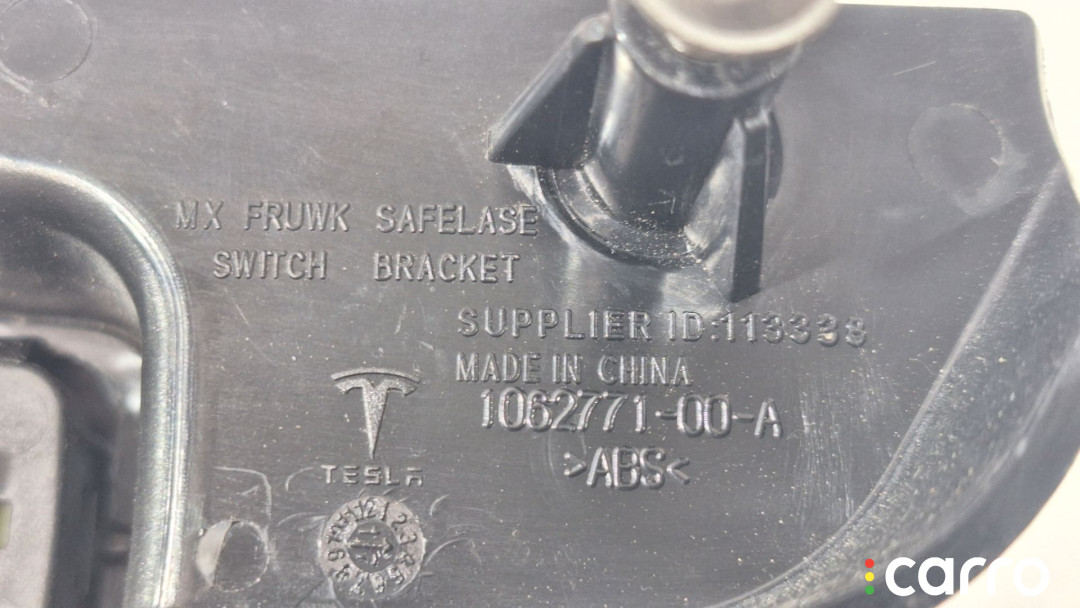 MX FRUWK SAFELASE
SWITCH BRACKET
SUPPLIER ID:113338
MADE IN CHINA
1062771-00-A
>ABS<
TESLA
carro